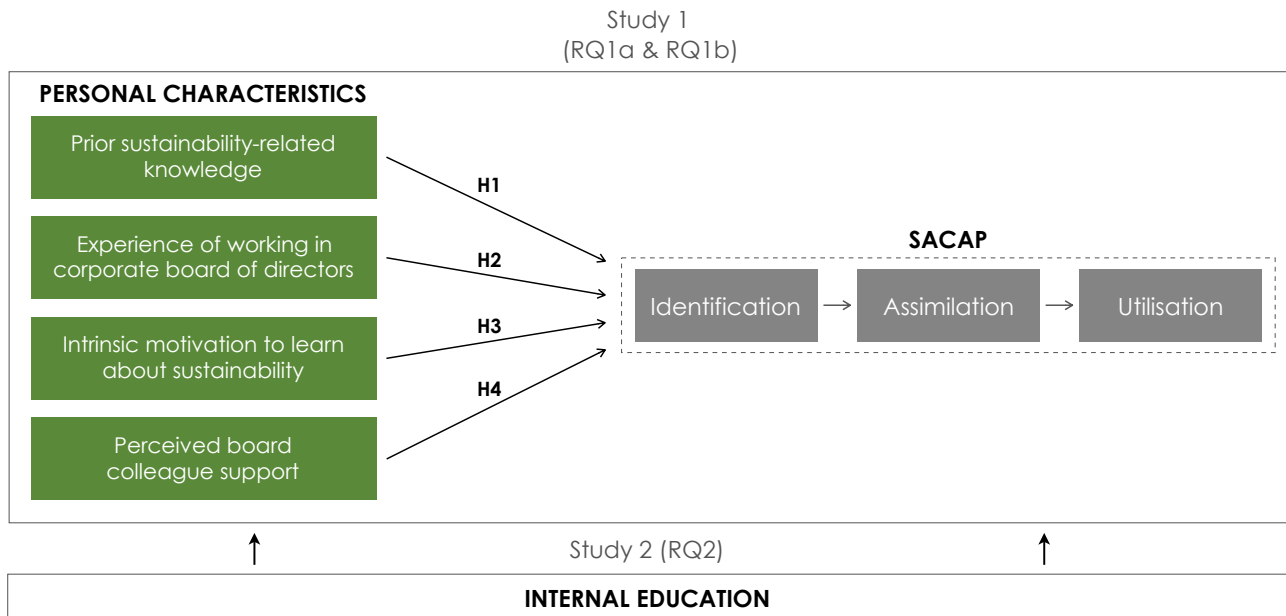 Study 1
(RQ1a & RQ1b)
PERSONAL CHARACTERISTICS
Prior sustainability-related
knowledge
H1
Experience of working in
corporate board of directors
H2
Intrinsic motivation to learn
about sustainability
H3
Perceived board
colleague support
H4
SACAP
Identification
Assimilation
Utilisation
Study 2 (RQ2)
INTERNAL EDUCATION